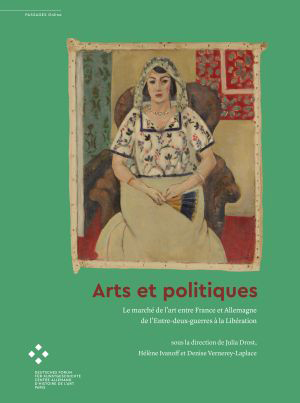 PASSAGES Online
Arts et politiques
Le marché de l'art entre France et Allemagne
de l'Entre-deux-guerres à la Libération
sous la direction de Julia Drost,
Hélène Ivanoff et Denise Vernerey-Laplace
DEUTSCHES FORUM
FÜR KUNSTGESCHICHTE
CENTRE ALLEMAND
D'HISTOIRE DE L'ART
PARIS